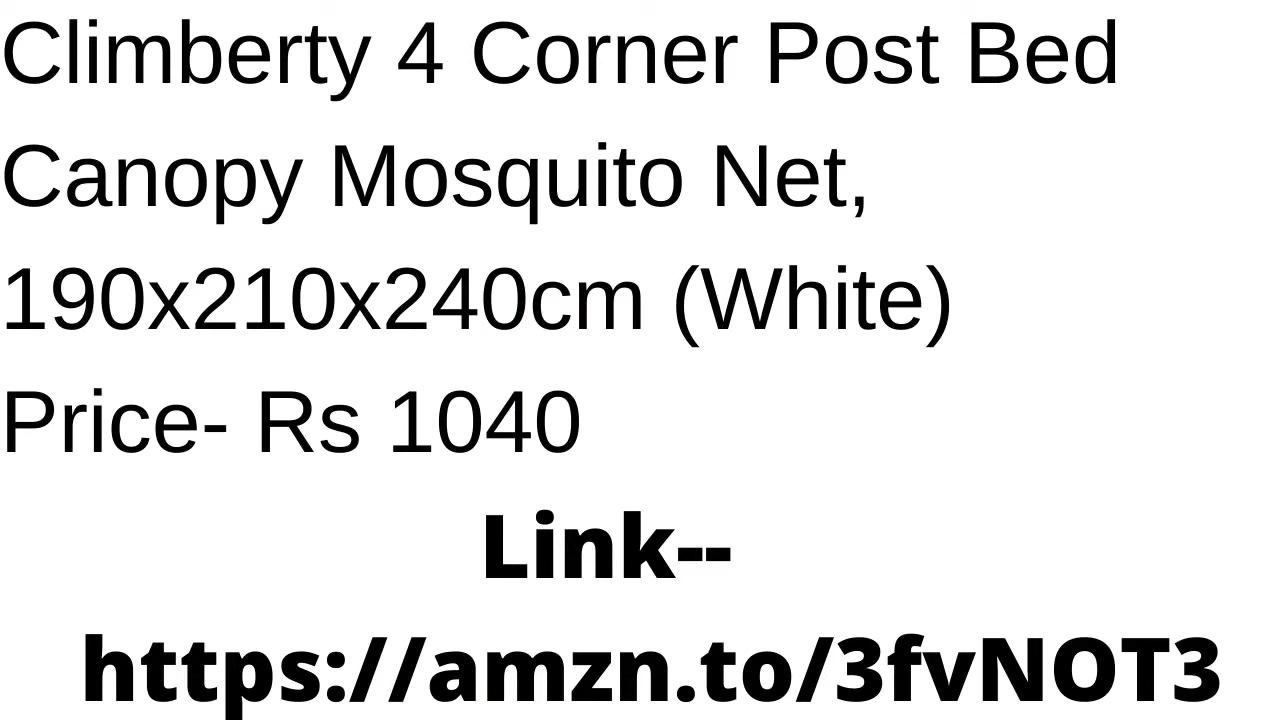 Climberty 4 Corner Post Bed
Canopy Mosquito Net,
190x210x240cm (White)
Price- Rs 1040
Link--
https://amzn.to/3fvNOT3